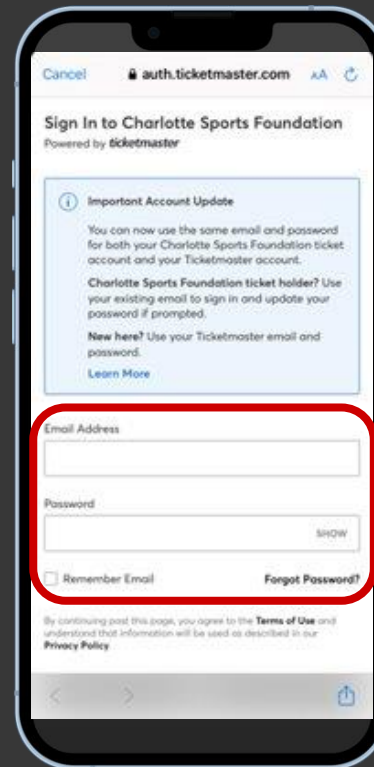 Cancel auth.ticketmaster.com AA
Sign In to Charlotte Sports Foundation
Powered by ticketmaster
Important Account Update
You can now use the same email and password
for both your Charlotte Sports Foundation ticket
account and your Ticketmaster account.
Charlotte Sports Foundation ticket holder? Use
your existing email to sign in and update your
password if prompted.
New here? Use your Ticketmaster email and
password.
Learn More
Email Address
Password
SHOW
Remember Email Forgot Password?
By continuing past this page, you agree to the Terms of Use and
understand that information will be used as described in our
Privacy Policy